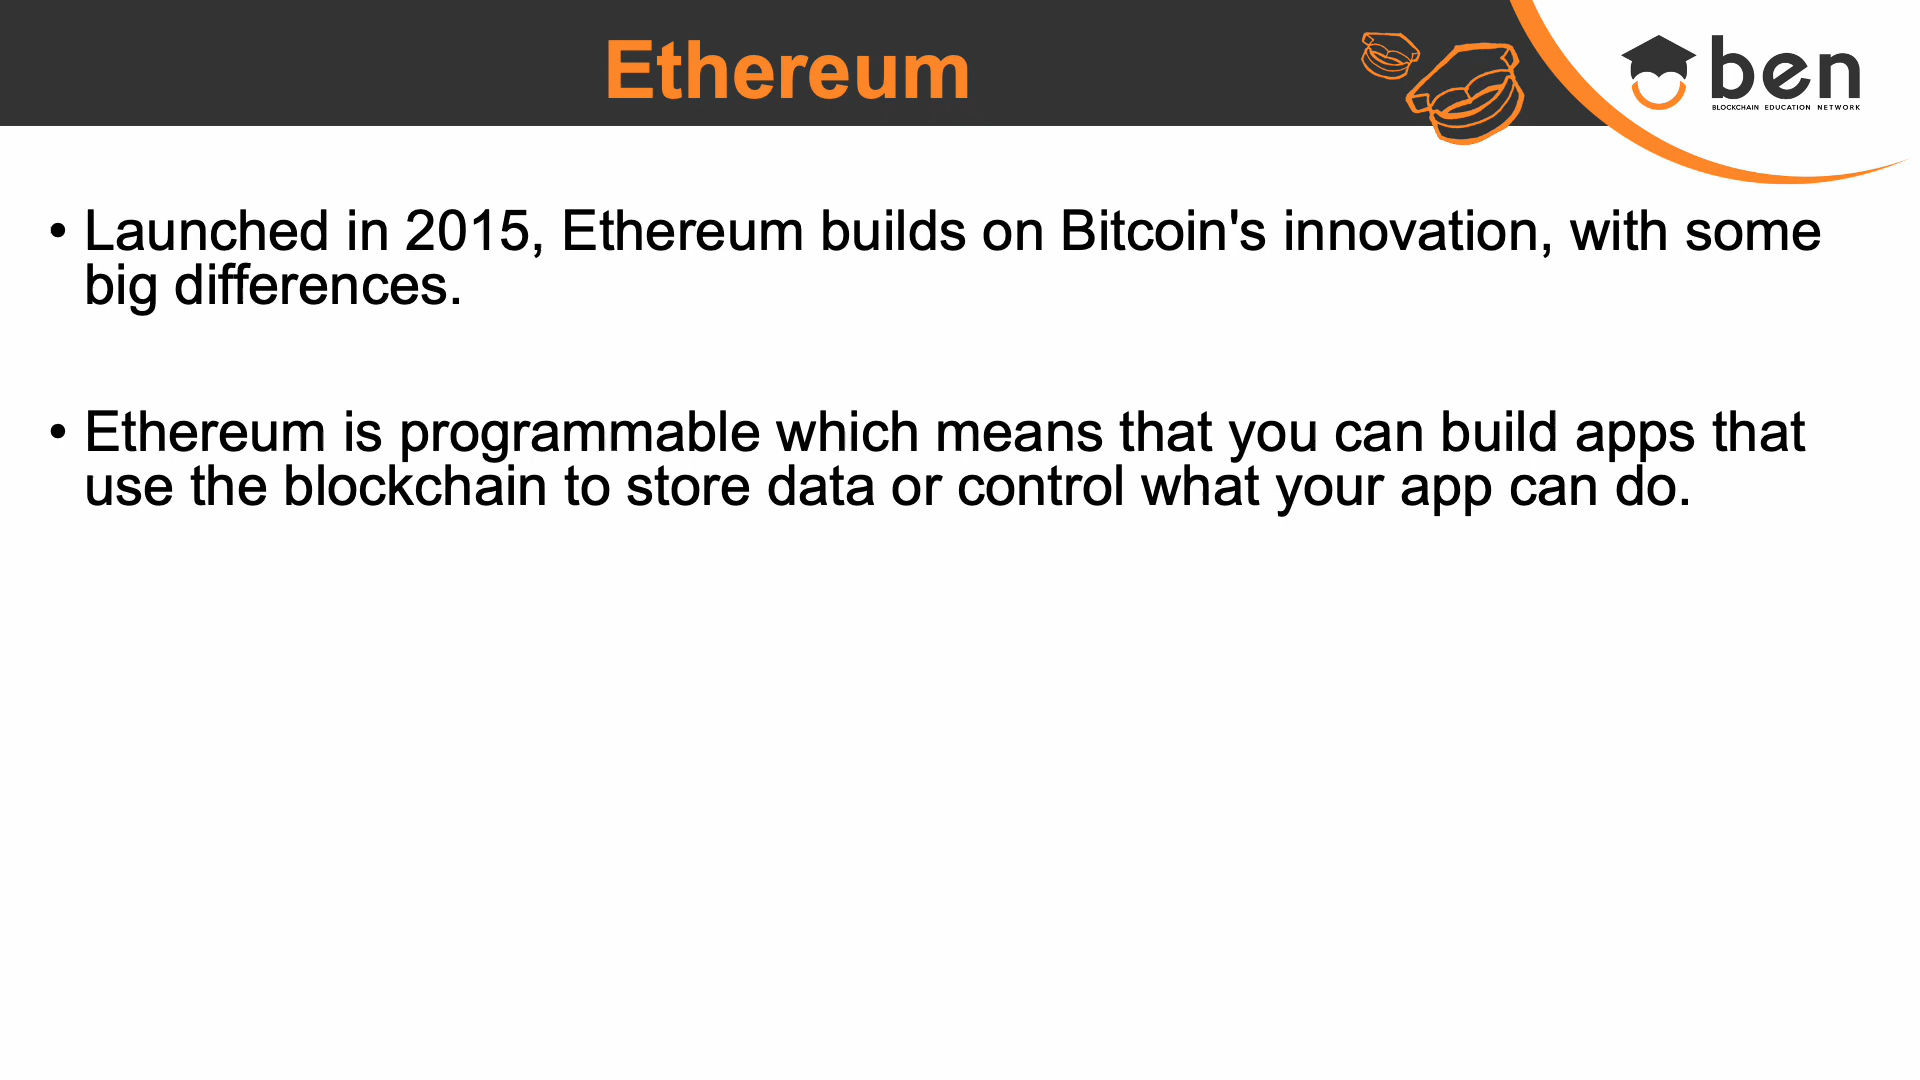 Ethereum
ben
BLOCKCHAIN EDUCATION NETWORK
• Launched in 2015, Ethereum builds on Bitcoin's innovation, with some
big differences.
• Ethereum is programmable which means that you can build apps that
use the blockchain to store data or control what your app can do.